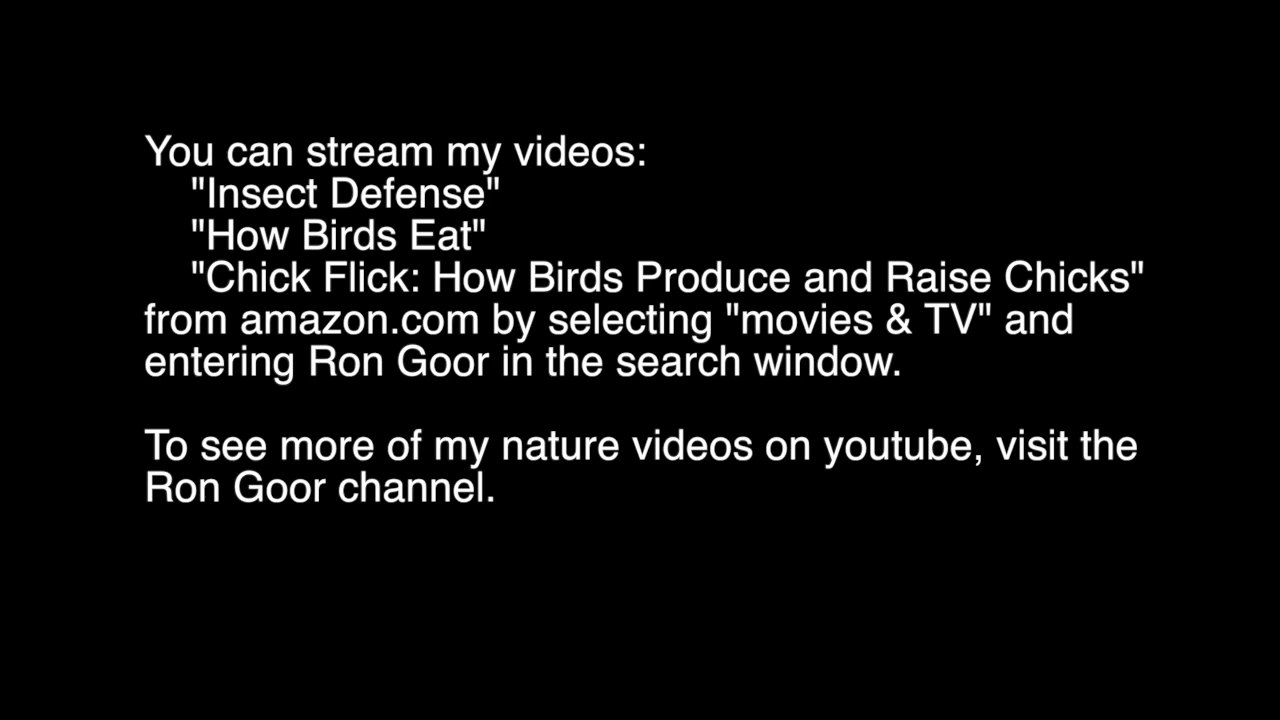 You can stream my videos:
"Insect Defense"
"How Birds Eat"
"Chick Flick: How Birds Produce and Raise Chicks"
from amazon.com by selecting "movies & TV" and
entering Ron Goor in the search window.
To see more of my nature videos on youtube, visit the
Ron Goor channel.